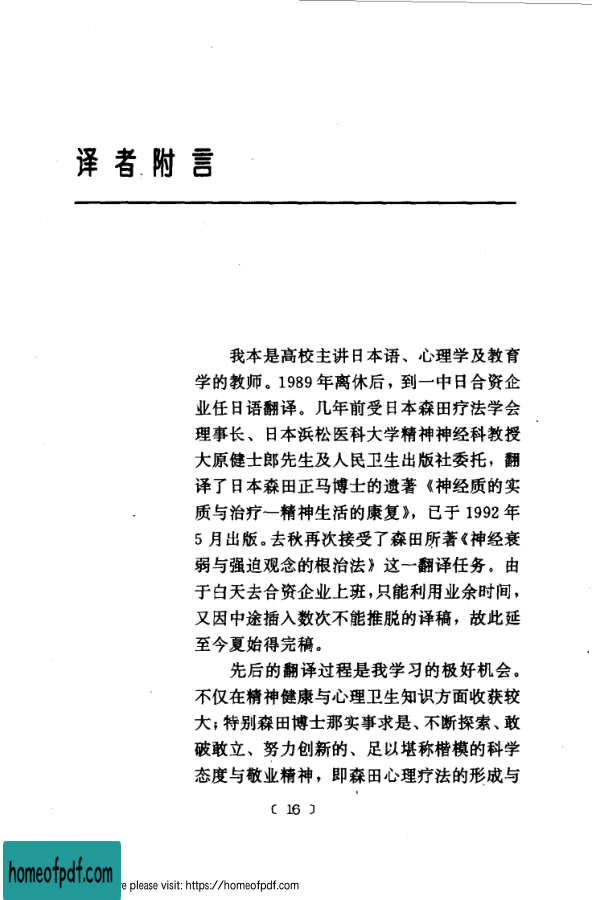 译者附言
我本是高校主讲日本语、心理学及教育
学的教师。1989年离休后，到一中日合资企
业任日语翻译。几年前受日本森田疗法学会
理事长、日本浜松医科大学精神神经科教授
大原健士郎先生及人民卫生出版社委托，翻
译了日本森田正马博士的遗著《神经质的实
质与治疗—精神生活的康复》，已于1992年
5月出版。去秋再次接受了森田所著《神经衰
弱与强迫观念的根治法》这一翻译任务。由
于白天去合资企业上班，只能利用业余时间，
又因中途插入数次不能推脱的译稿，故此延
至今夏始得完稿。
先后的翻译过程是我学习的极好机会。
不仅在精神健康与心理卫生知识方面收获较
大；特别森田博士那实事求是、不断探索、敢
破敢立、努力创新的、足以堪称楷模的科学
态度与敬业精神，即森田心理疗法的形成与
〔16〕
homeofpdf.com
e please visit: https://homeofpdf.com